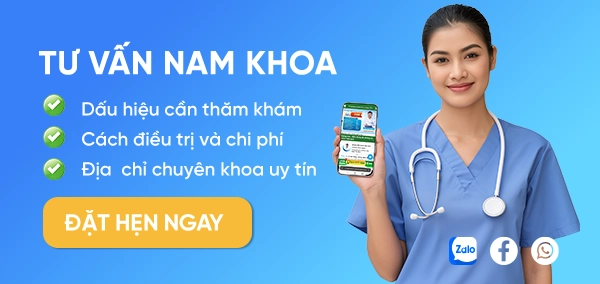 TƯ VẤN NAM KHOA
Dấu hiệu cần thăm khám
Cách điều trị và chi phí
Địa chỉ chuyên khoa uy tín
ĐẶT HẸN NGAY
Zalo